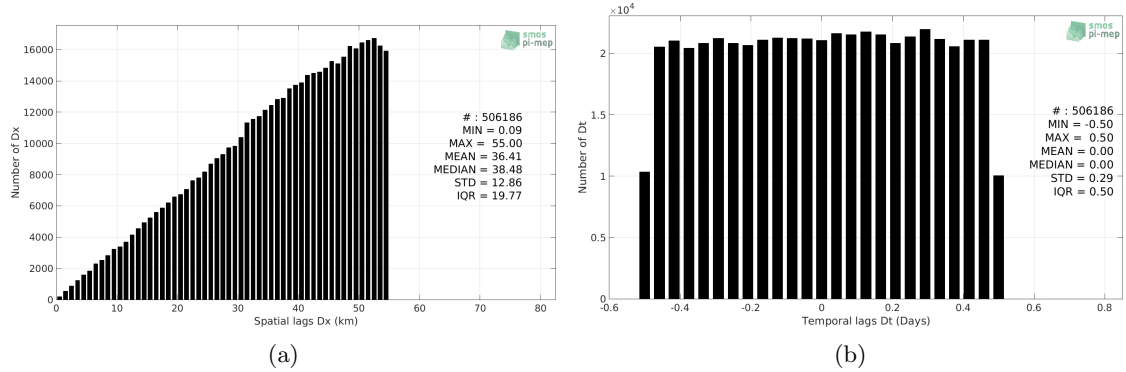 smos
pi-mep
16000
14000
12000
10000
8000
6000
4000
2000
0
Number of Dx
# : 506186
MIN = 0.09
MAX = 55.00
MEAN = 36.41
MEDIAN = 38.48
STD = 12.86
IQR = 19.77
0 10 20 30 40 50 60 70 80
Spatial lags Dx (km)
(a)
×10⁴
smos
pi-mep
2
1.5
1
0.5
0
Number of Dt
# : 506186
MIN = -0.50
MAX = 0.50
MEAN = 0.00
MEDIAN = 0.00
STD = 0.29
IQR = 0.50
-0.6 -0.4 -0.2 0 0.2 0.4 0.6 0.8
Temporal lags Dt (Days)
(b)